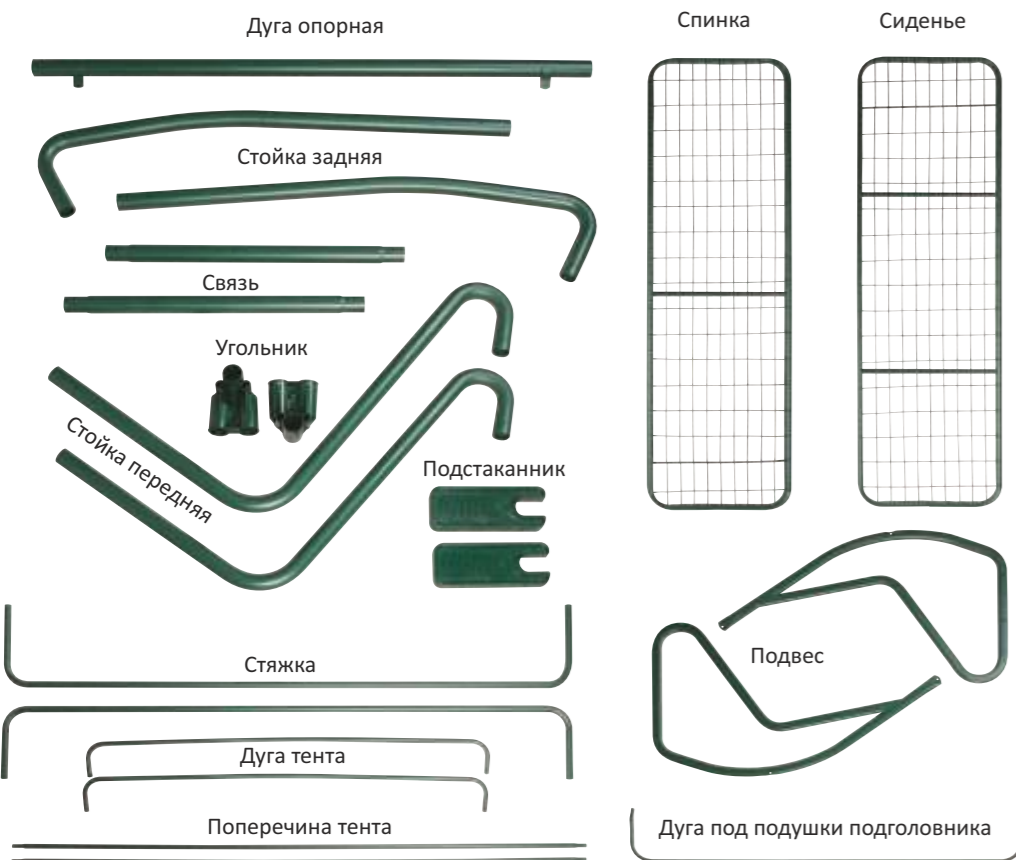 Дуга опорная
Спинка
Сиденье
Стойка задняя
Связь
Угольник
Стойка передняя
Подстаканник
Стяжка
Подвес
Дуга тента
Поперечина тента
Дуга под подушки подголовника